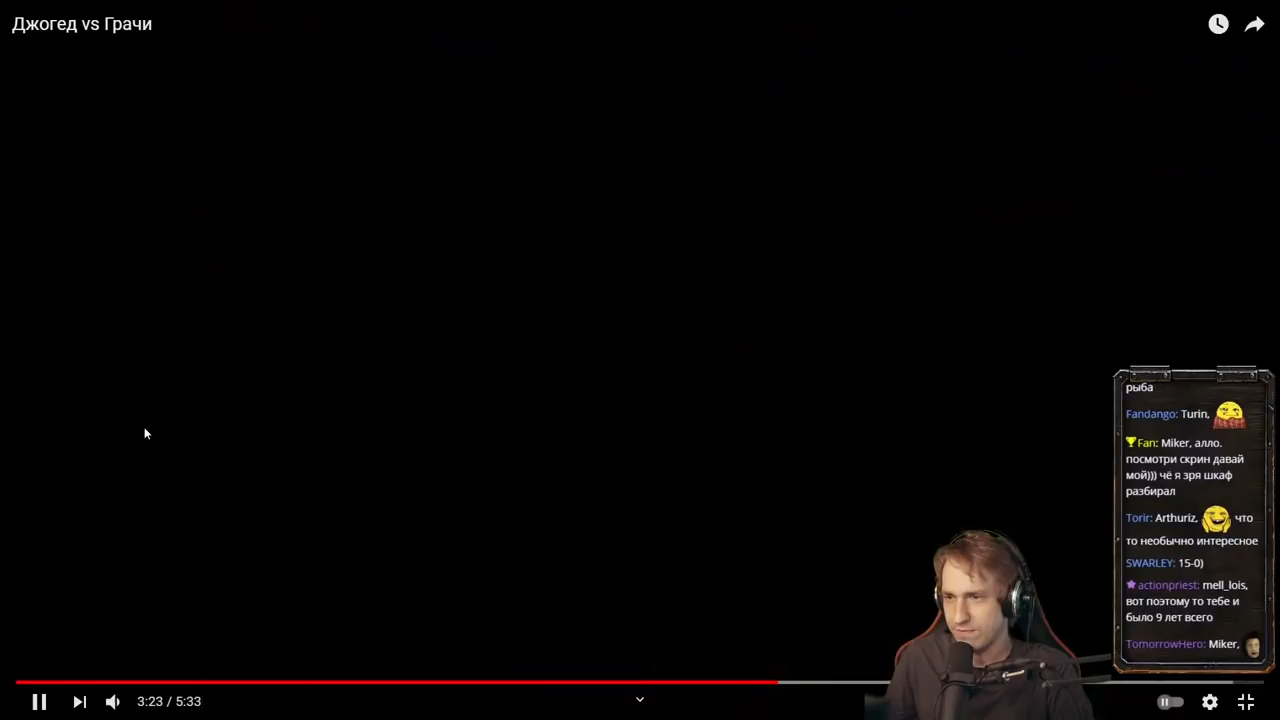 Джогед vs Грачи
рыба
Fandango: Turin,
Fan: Miker, алло.
посмотри скрин давай
мой))) чё я зря шкаф
разбирал
Torir: Arthuriz, что
то необычно интересное
SWARLEY: 15-0)
actionpriest: mell_lois,
вот поэтому то тебе и
было 9 лет всего
TomorrowHero: Miker,
3:23 / 5:33